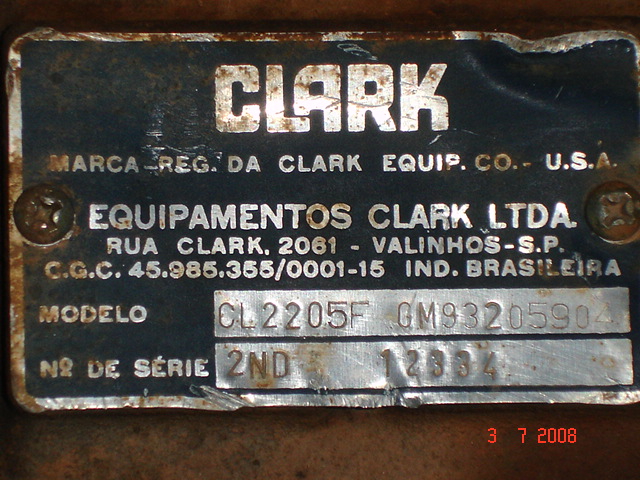 CLARK
MARCA REG. DA CLARK EQUIP. CO. - U.S.A.
EQUIPAMENTOS CLARK LTDA.
RUA CLARK, 2061 - VALINHOS-S.P.
C.G.C. 45.985.355/0001-15 IND. BRASILEIRA
MODELO CL2205F GM93205904
Nº DE SÉRIE 2ND 12334
3 7 2008